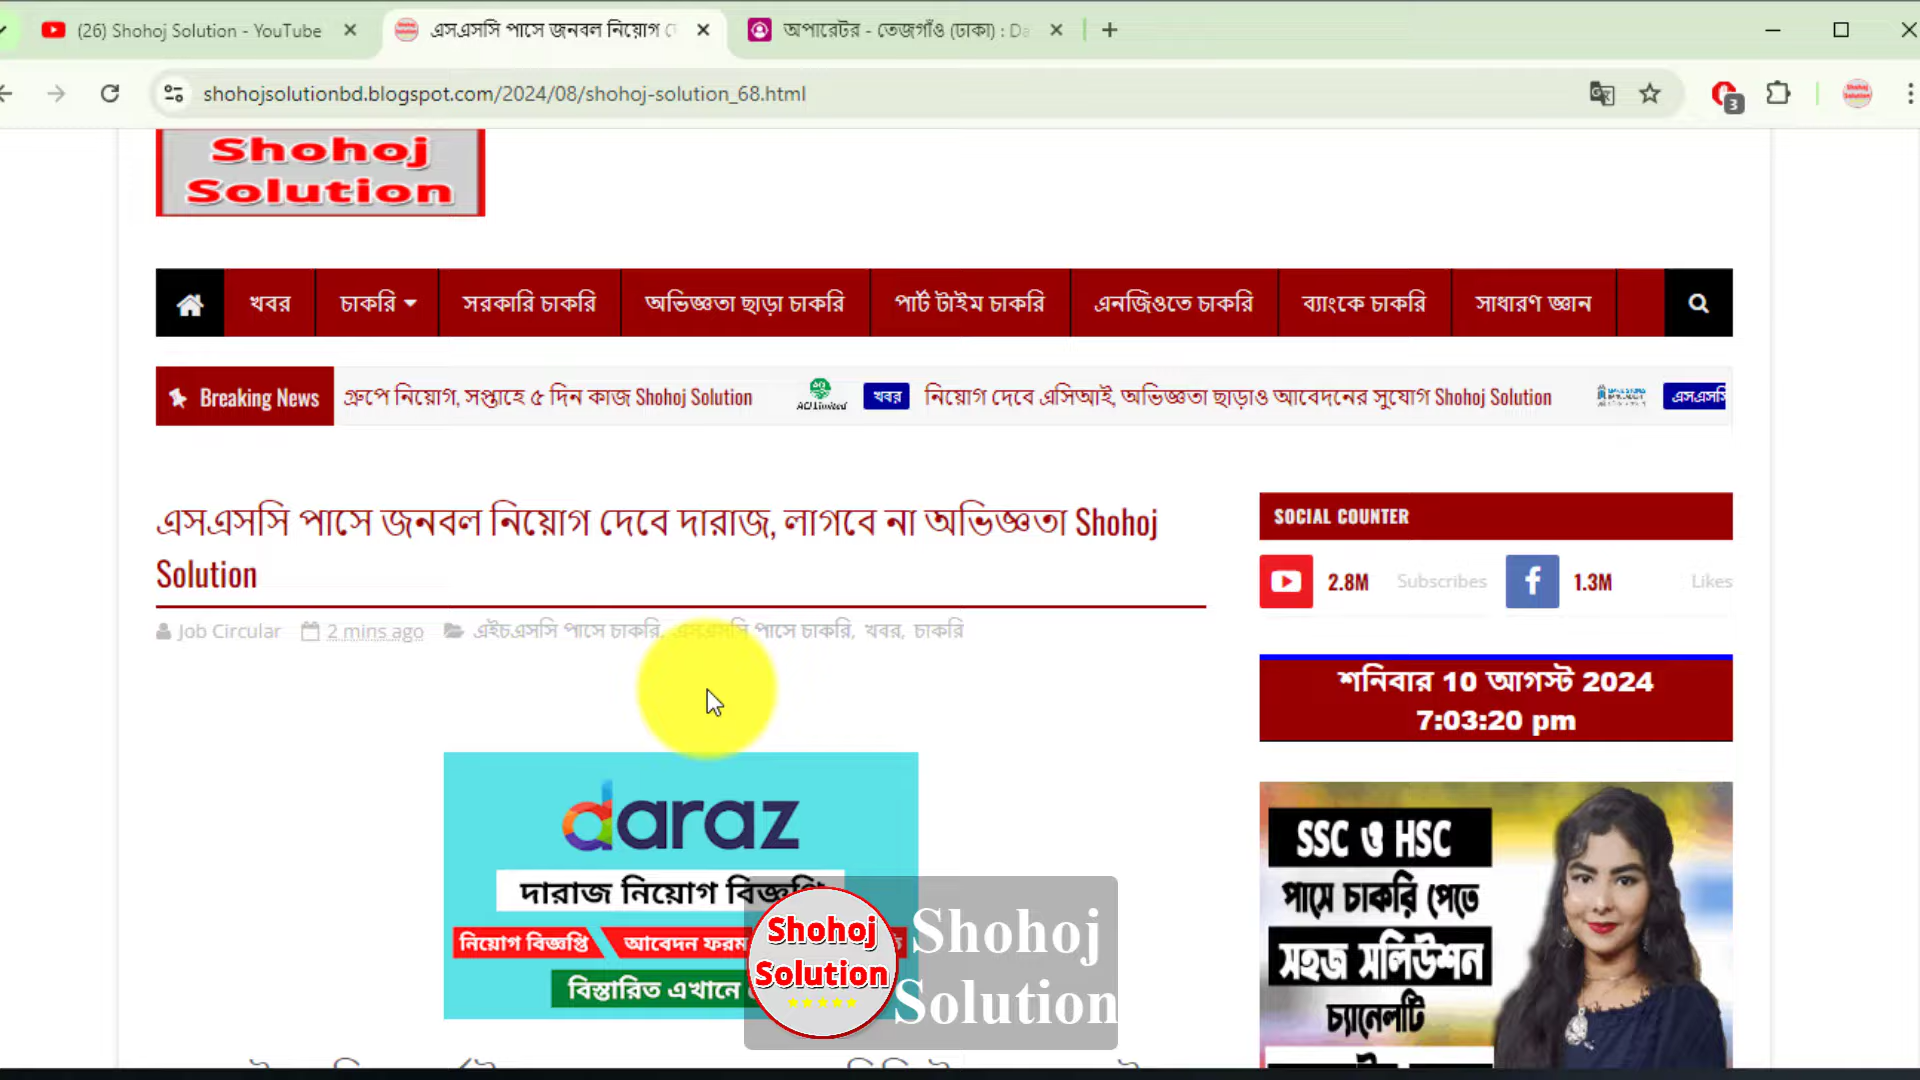 (26) Shohoj Solution - YouTube
এসএসসি পাসে জনবল নিয়োগ দে
অপারেটর - তেজগাঁও (ঢাকা) : Da
shohojsolutionbd.blogspot.com/2024/08/shohoj-solution_68.html
3
Shohoj
Solution
খবর
চাকরি
সরকারি চাকরি
অভিজ্ঞতা ছাড়া চাকরি
পার্ট টাইম চাকরি
এনজিওতে চাকরি
ব্যাংকে চাকরি
সাধারণ জ্ঞান
Breaking News
গ্রুপে নিয়োগ, সপ্তাহে ৫ দিন কাজ Shohoj Solution
ACI Limited
খবর
নিয়োগ দেবে এসিআই, অভিজ্ঞতা ছাড়াও আবেদনের সুযোগ Shohoj Solution
এসএসসি
এসএসসি পাসে জনবল নিয়োগ দেবে দারাজ, লাগবে না অভিজ্ঞতা Shohoj
Solution
Job Circular 2 mins ago এইচএসসি পাসে চাকরি, এসএসসি পাসে চাকরি, খবর, চাকরি
SOCIAL COUNTER
2.8M Subscribes
1.3M Likes
শনিবার 10 আগস্ট 2024
7:03:20 pm
daraz
দারাজ নিয়োগ বিজ্ঞপ্তি
নিয়োগ বিজ্ঞপ্তি
আবেদন ফরম
বিস্তারিত এখানে
Shohoj
Solution
Shohoj
Solution
SSC ও HSC
পাসে চাকরি পেতে
সহজ সলিউশন
চ্যানেলটি